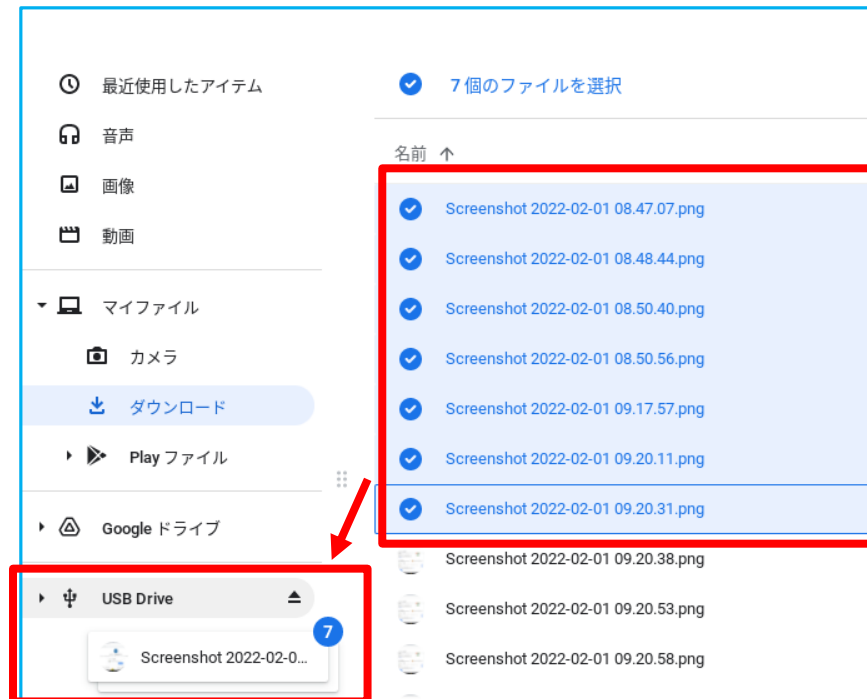 最近使用したアイテム
音声
画像
動画
マイファイル
カメラ
ダウンロード
Play ファイル
Google ドライブ
USB Drive
7
Screenshot 2022-02-0...
7 個のファイルを選択
名前
Screenshot 2022-02-01 08.47.07.png
Screenshot 2022-02-01 08.48.44.png
Screenshot 2022-02-01 08.50.40.png
Screenshot 2022-02-01 08.50.56.png
Screenshot 2022-02-01 09.17.57.png
Screenshot 2022-02-01 09.20.11.png
Screenshot 2022-02-01 09.20.31.png
Screenshot 2022-02-01 09.20.38.png
Screenshot 2022-02-01 09.20.53.png
Screenshot 2022-02-01 09.20.58.png